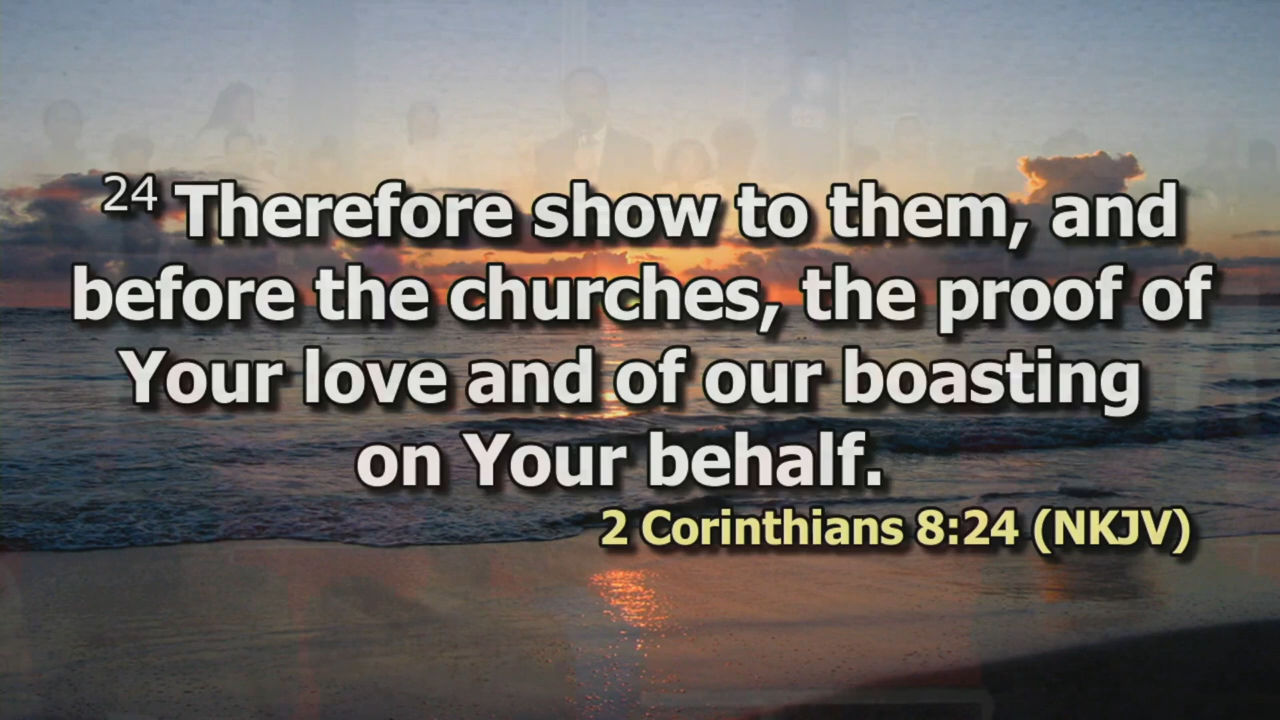 24 Therefore show to them, and
before the churches, the proof of
Your love and of our boasting
on Your behalf.
2 Corinthians 8:24 (NKJV)